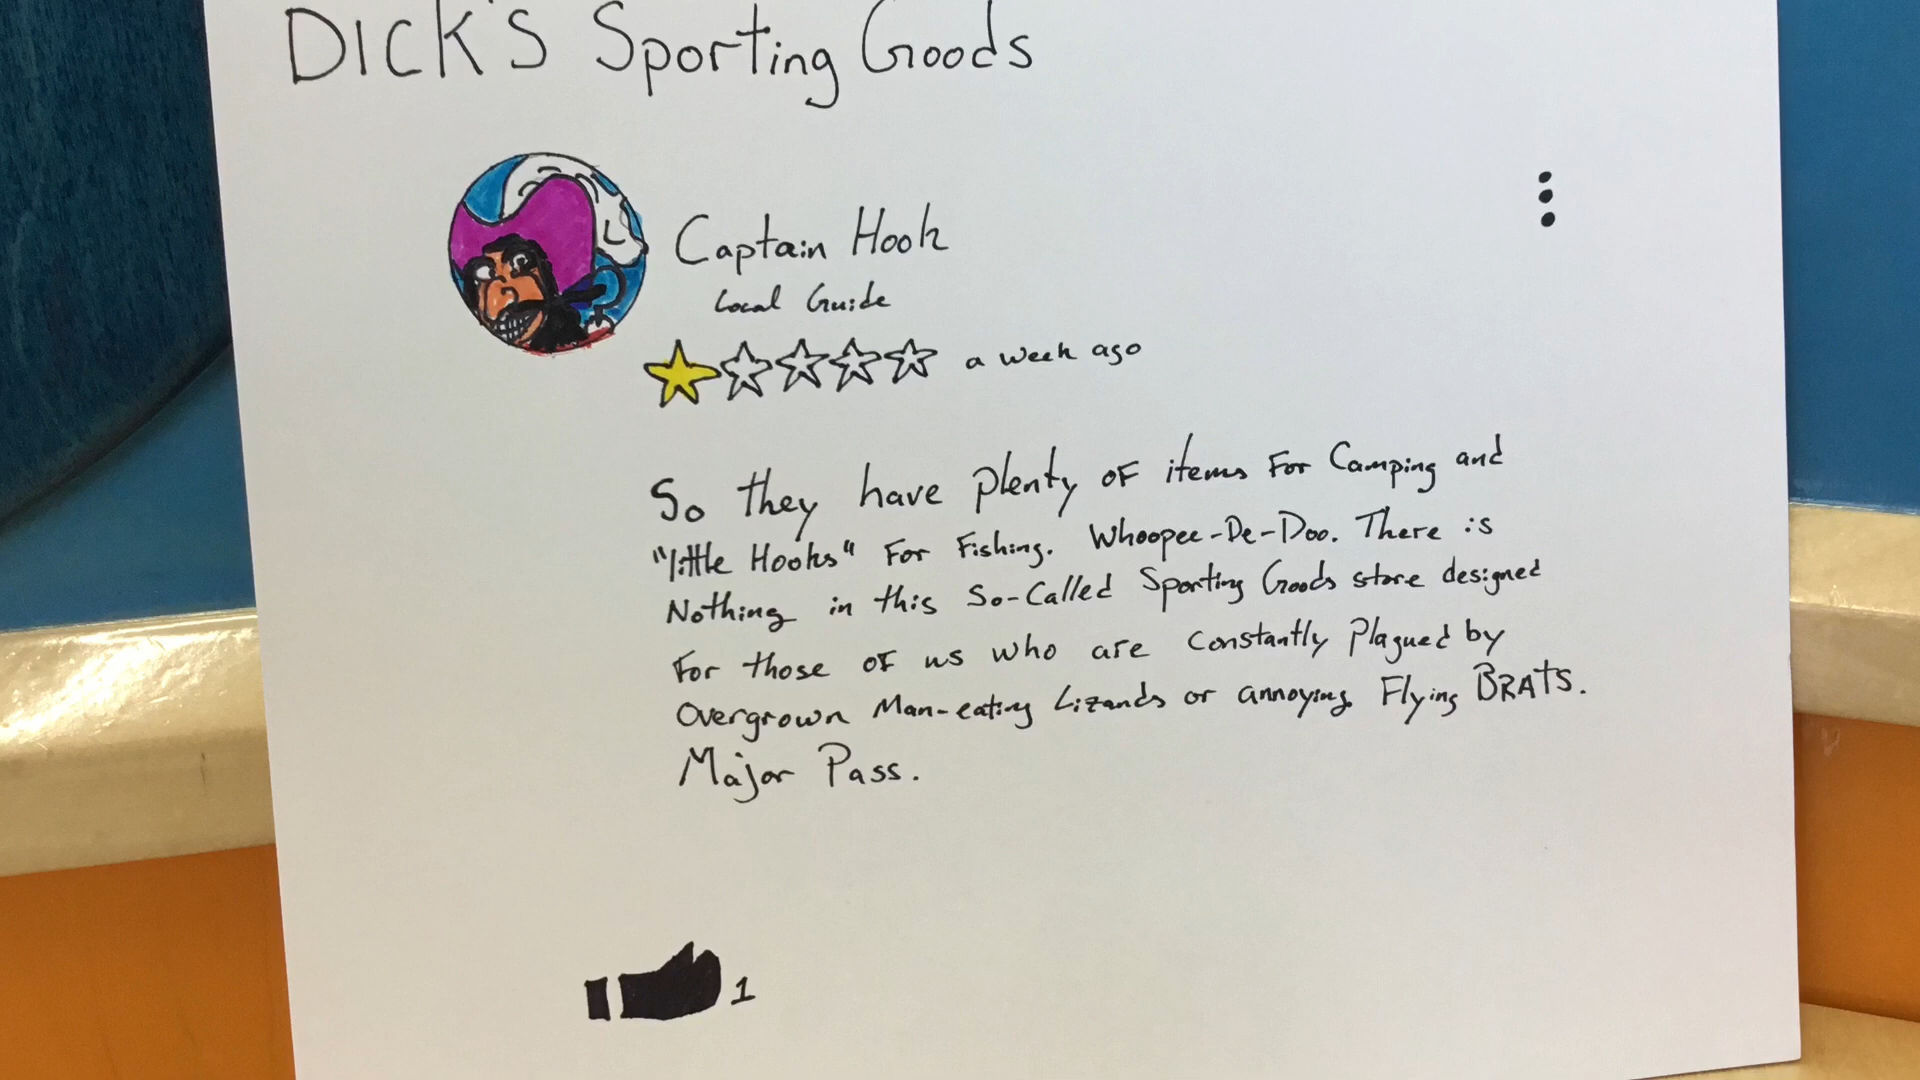 DICK'S Sporting Goods
Captain Hook
Local Guide
a week ago
So they have Plenty of items For Camping and
"little Hooks" For Fishing. Whoopee-De-Doo. There is
Nothing in this So-Called Sporting Goods store designed
For those of us who are constantly Plagued by
Overgrown Man-eating Lizards or annoying Flying BRATS.
Major Pass.
1